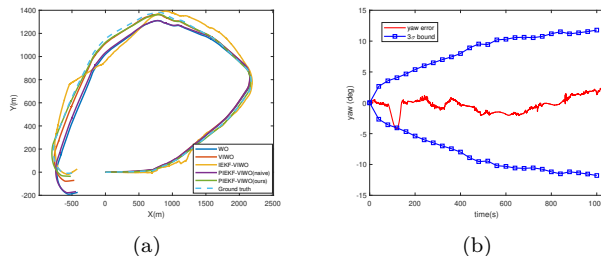 1400
1200
1000
800
600
400
200
0
-200
-1000 -500 0 500 1000 1500 2000 2500
Y(m)
X(m)
WO
VIWO
IEKF-VIWO
PIEKF-VIWO(naive)
PIEKF-VIWO(ours)
Ground truth
(a)
15
10
5
0
-5
-10
-15
0 200 400 600 800 1000
yaw (deg)
time(s)
yaw error
3σ bound
(b)